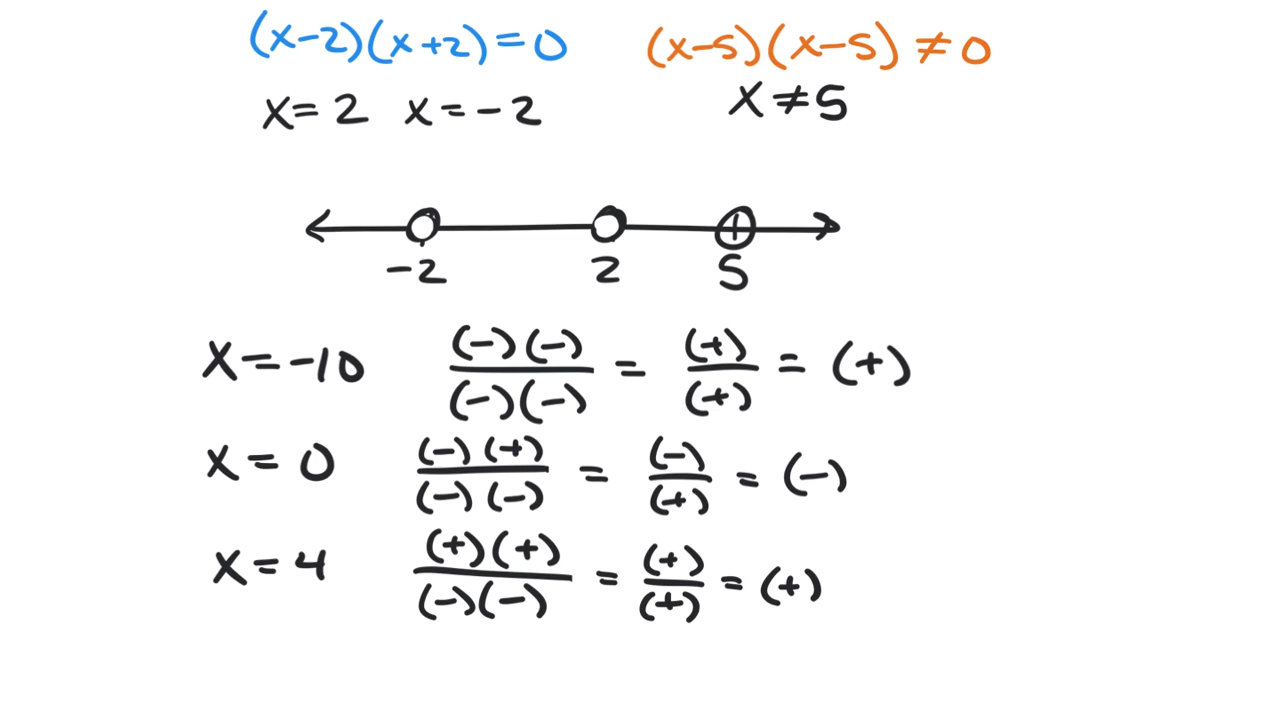 (x-2)(x+2)=0 (x-5)(x-5)≠0
x=2 x=-2 x≠5
-2 2 5
x=-10 (-)(-)/(-)(-) = (+)/(+) = (+)
x=0 (-)(+)/(-)(-) = (-)/(+) = (-)
x=4 (+)(+)/(-)(-) = (+)/(+) = (+)